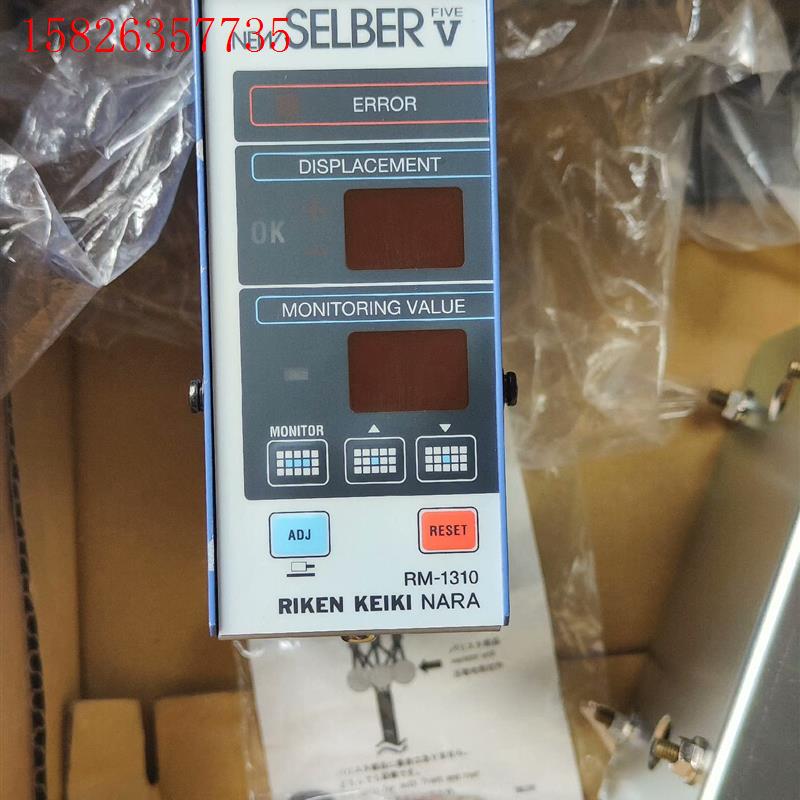 15826357735
NEW SELBER FIVE V
ERROR
DISPLACEMENT
OK + −
MONITORING VALUE
MONITOR ▲ ▼
ADJ RESET
RM-1310
RIKEN KEIKI NARA